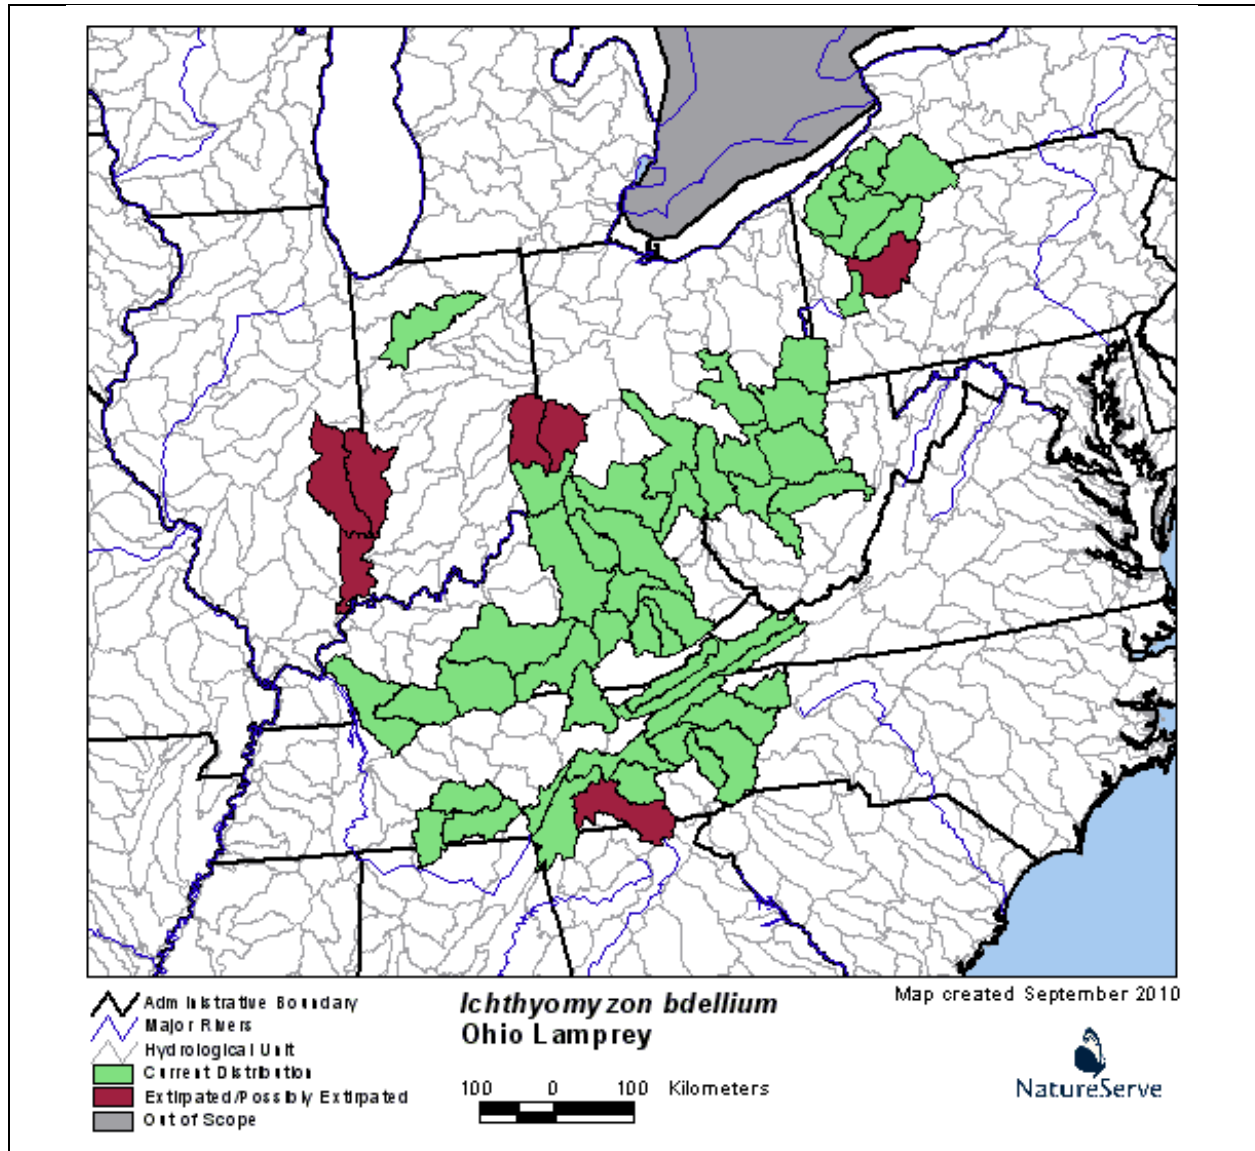 Administrative Boundary
Major Rivers
Hydrological Unit
Current Distribution
Extirpated/Possibly Extirpated
Out of Scope
Ichthyomyzon bdellium
Ohio Lamprey
100 0 100 Kilometers
Map created September 2010
NatureServe